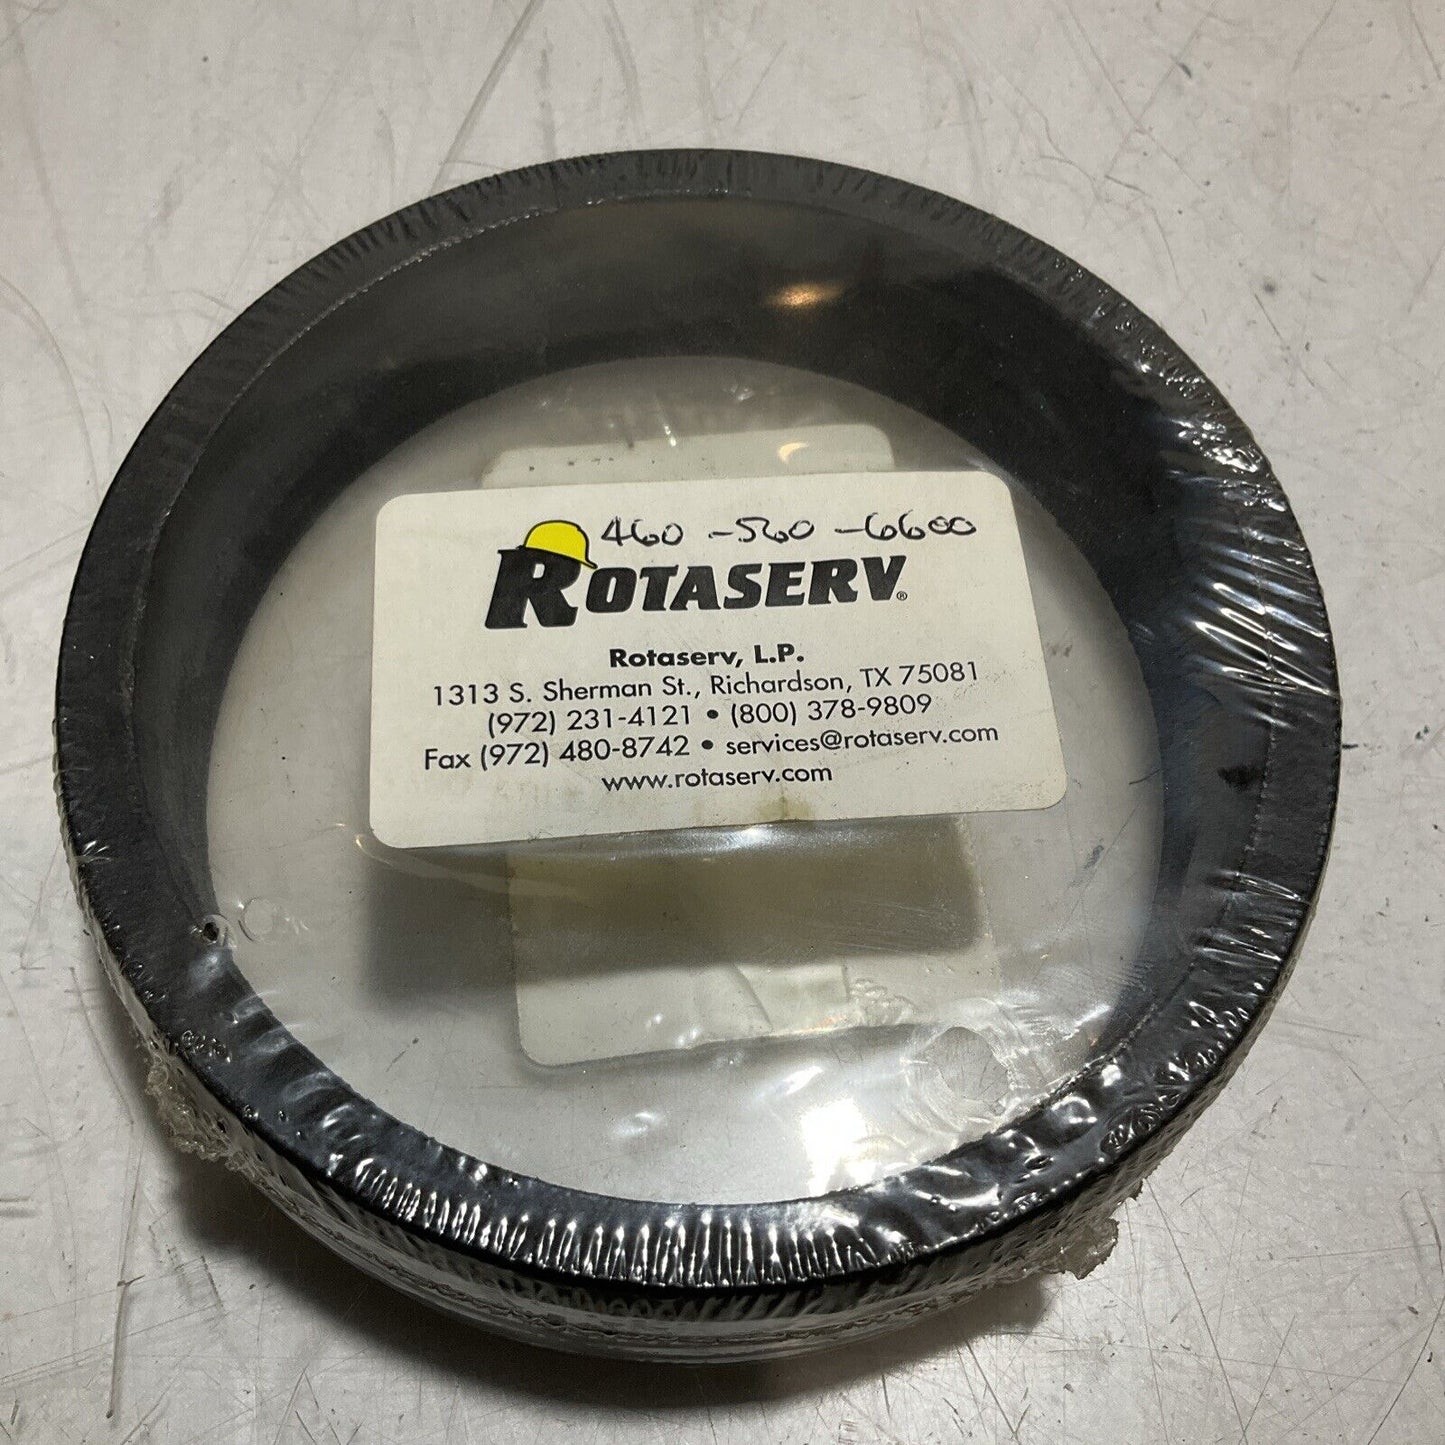 460 -560 -6600
ROTASERV®
Rotaserv, L.P.
1313 S. Sherman St., Richardson, TX 75081
(972) 231-4121 • (800) 378-9809
Fax (972) 480-8742 • services@rotaserv.com
www.rotaserv.com